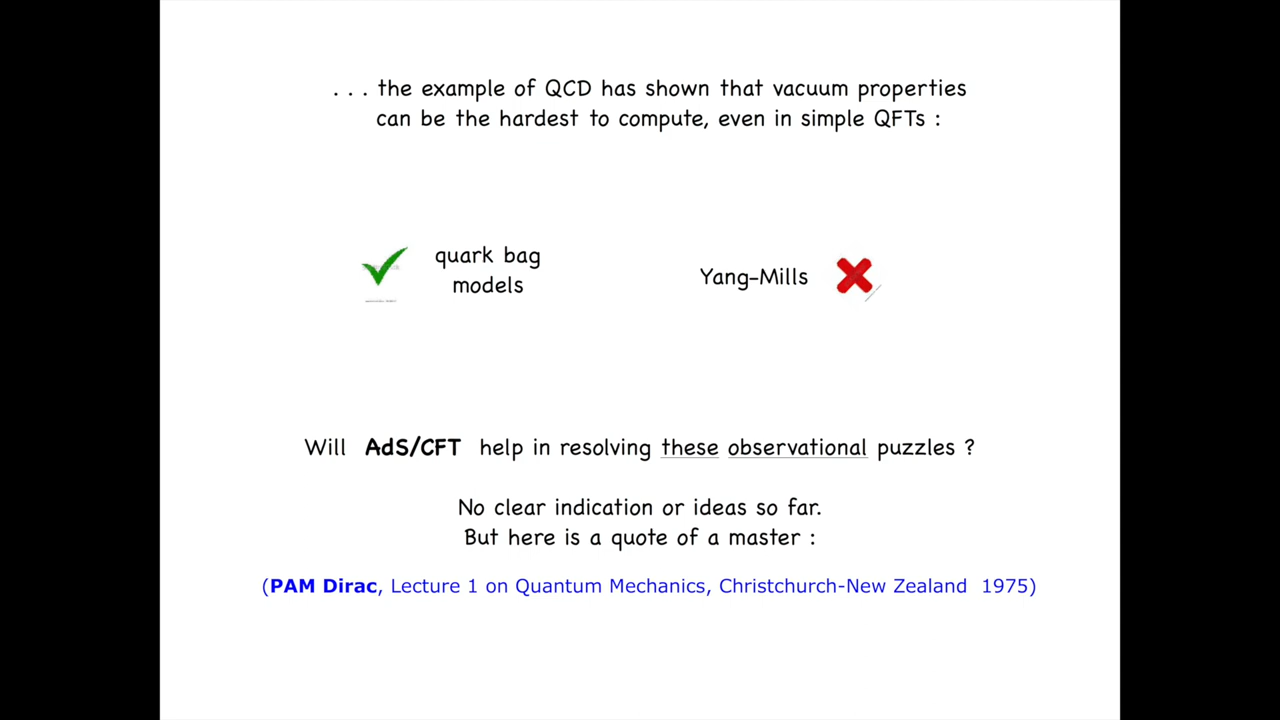 . . . the example of QCD has shown that vacuum properties
can be the hardest to compute, even in simple QFTs :
quark bag
models
Yang-Mills
Will AdS/CFT help in resolving these observational puzzles ?
No clear indication or ideas so far.
But here is a quote of a master :
(PAM Dirac, Lecture 1 on Quantum Mechanics, Christchurch-New Zealand 1975)